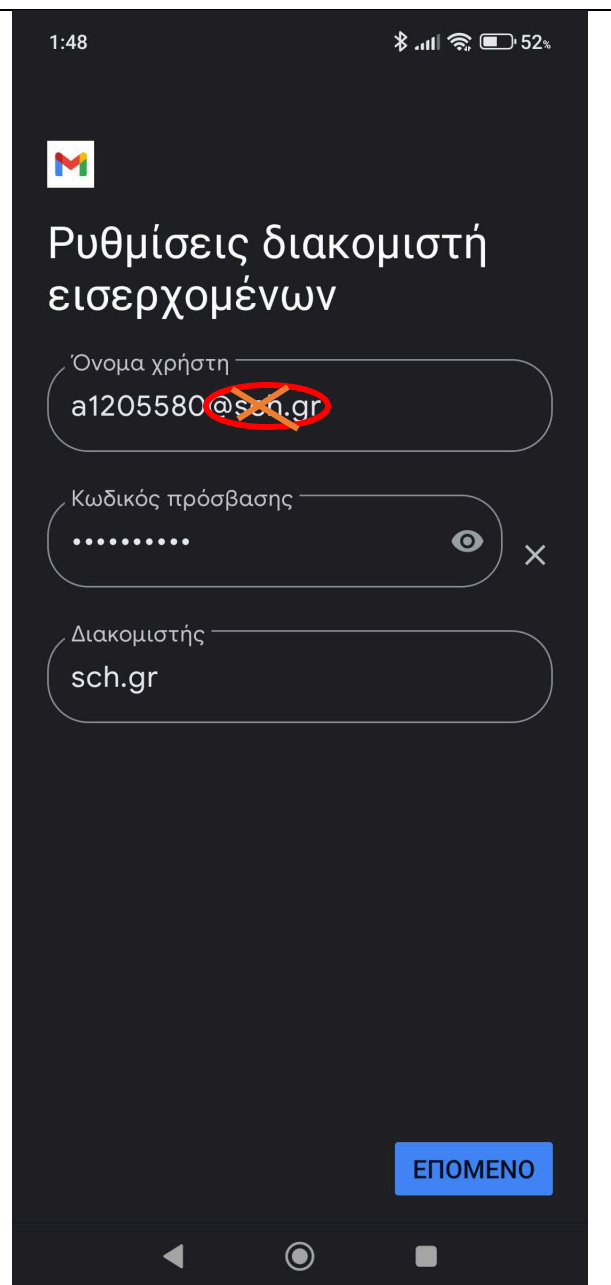 1:48
52%
Ρυθμίσεις διακομιστή
εισερχομένων
Όνομα χρήστη
a1205580@sch.gr
Κωδικός πρόσβασης
••••••••••
Διακομιστής
sch.gr
ΕΠΟΜΕΝΟ